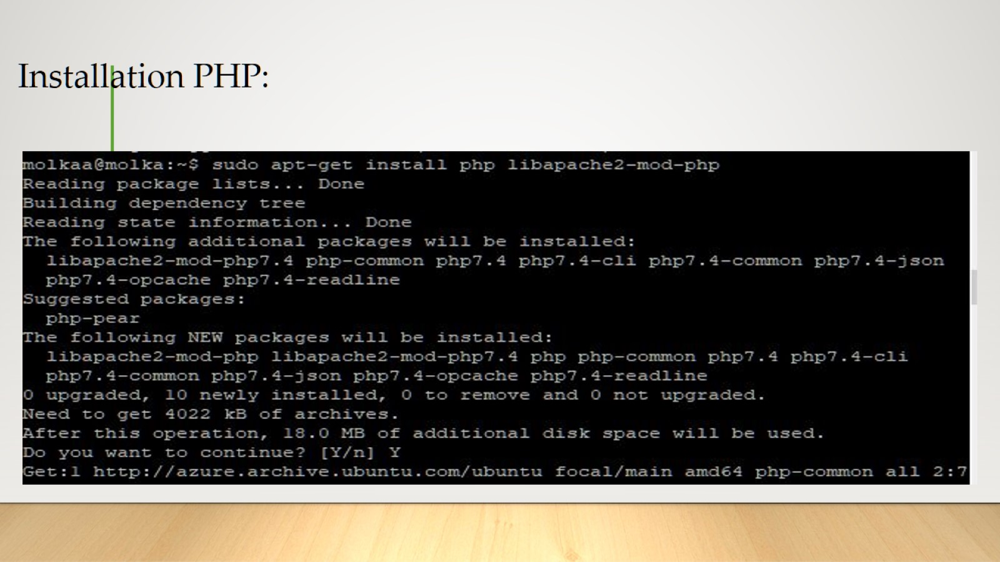 Installation PHP:
molkaa@molka:~$ sudo apt-get install php libapache2-mod-php
Reading package lists... Done
Building dependency tree
Reading state information... Done
The following additional packages will be installed:
libapache2-mod-php7.4 php-common php7.4 php7.4-cli php7.4-common php7.4-json
php7.4-opcache php7.4-readline
Suggested packages:
php-pear
The following NEW packages will be installed:
libapache2-mod-php libapache2-mod-php7.4 php php-common php7.4 php7.4-cli
php7.4-common php7.4-json php7.4-opcache php7.4-readline
0 upgraded, 10 newly installed, 0 to remove and 0 not upgraded.
Need to get 4022 kB of archives.
After this operation, 18.0 MB of additional disk space will be used.
Do you want to continue? [Y/n] Y
Get:1 http://azure.archive.ubuntu.com/ubuntu focal/main amd64 php-common all 2:7